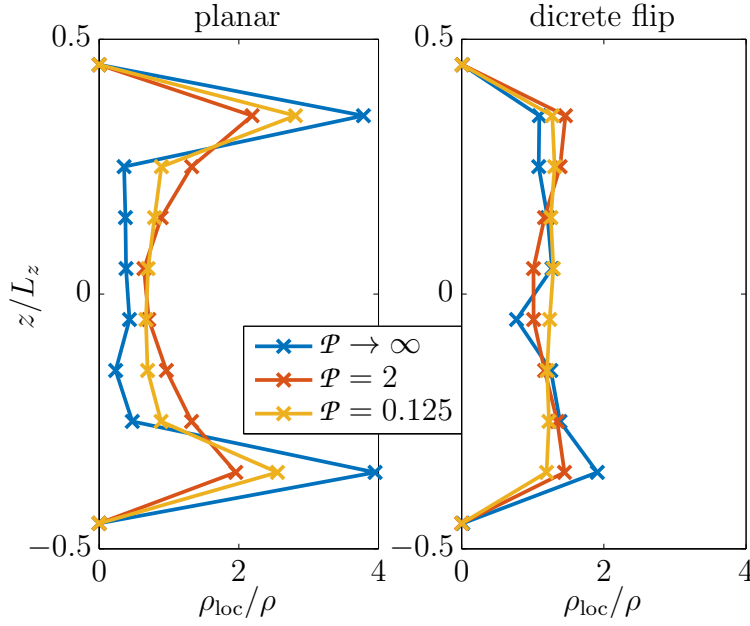 planar
dicrete flip
0.5
0.5
z/L_z
0
0
𝒫 → ∞
𝒫 = 2
𝒫 = 0.125
−0.5
−0.5
0 2 4
0 2 4
ρ_loc/ρ
ρ_loc/ρ